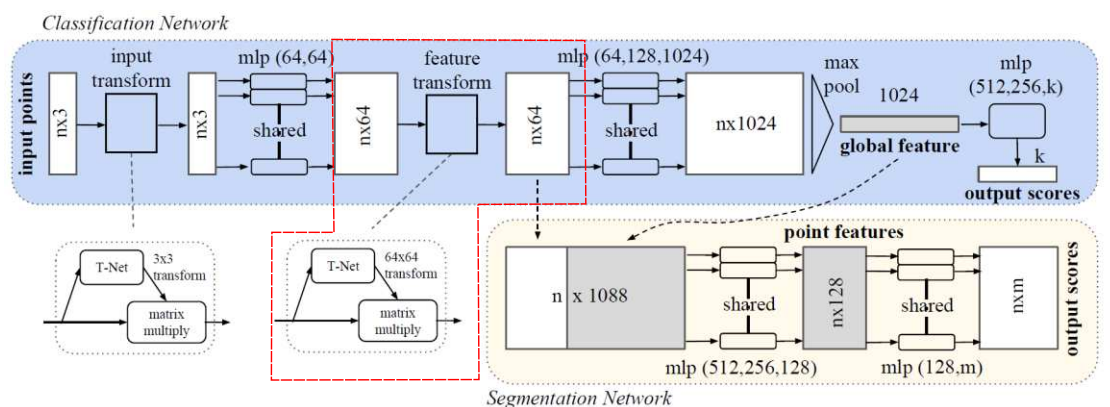 Classification Network
input points
nx3
input
transform
nx3
mlp (64,64)
shared
nx64
feature
transform
nx64
mlp (64,128,1024)
shared
nx1024
max
pool
1024
global feature
mlp
(512,256,k)
k
output scores
T-Net
3x3
transform
matrix
multiply
T-Net
64x64
transform
matrix
multiply
point features
n x 1088
shared
mlp (512,256,128)
nx128
shared
mlp (128,m)
nxm
output scores
Segmentation Network